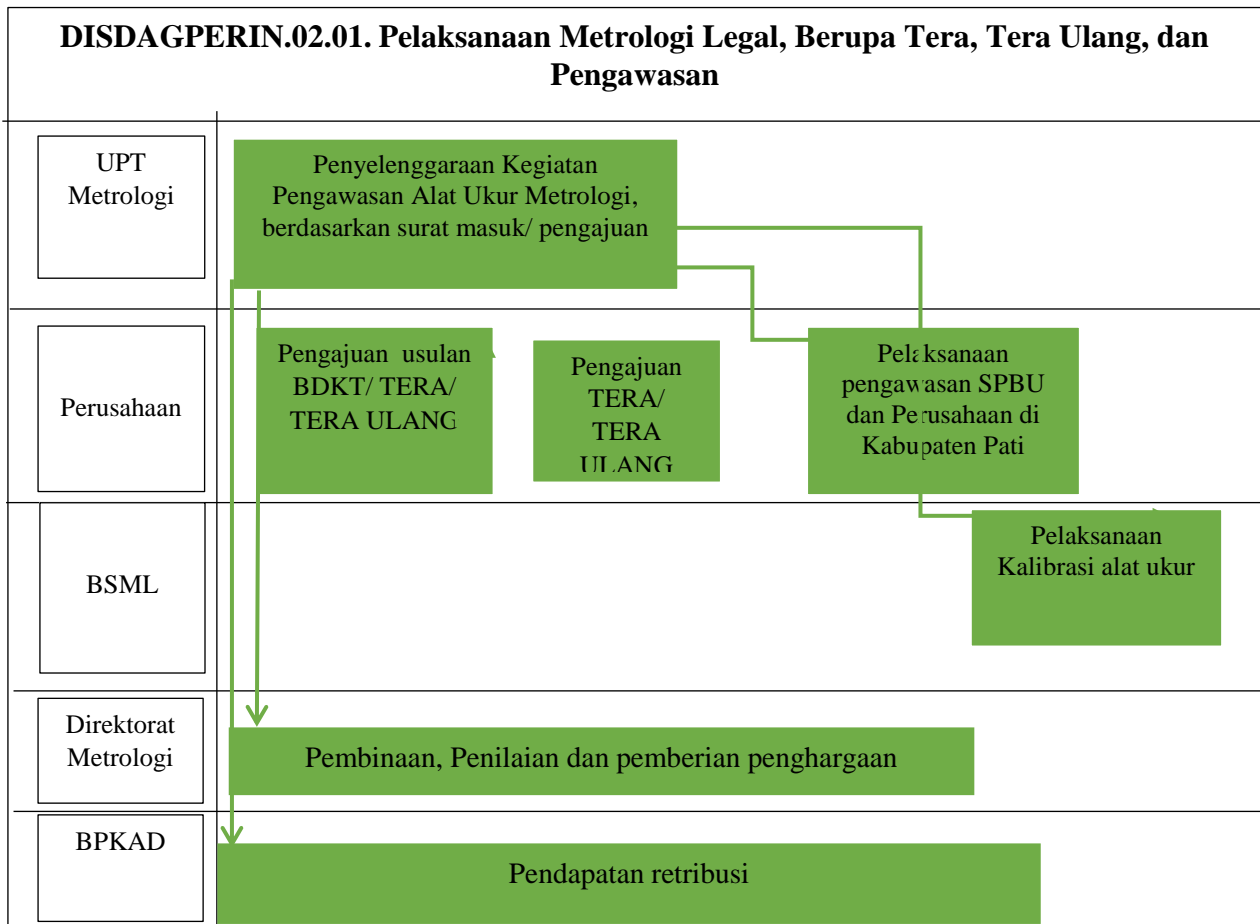 DISDAGPERIN.02.01. Pelaksanaan Metrologi Legal, Berupa Tera, Tera Ulang, dan
Pengawasan
UPT
Metrologi
Penyelenggaraan Kegiatan
Pengawasan Alat Ukur Metrologi,
berdasarkan surat masuk/ pengajuan
Perusahaan
Pengajuan usulan
BDKT/ TERA/
TERA ULANG
Pengajuan
TERA/
TERA
ULANG
Pelaksanaan
pengawasan SPBU
dan Perusahaan di
Kabupaten Pati
BSML
Pelaksanaan
Kalibrasi alat ukur
Direktorat
Metrologi
Pembinaan, Penilaian dan pemberian penghargaan
BPKAD
Pendapatan retribusi